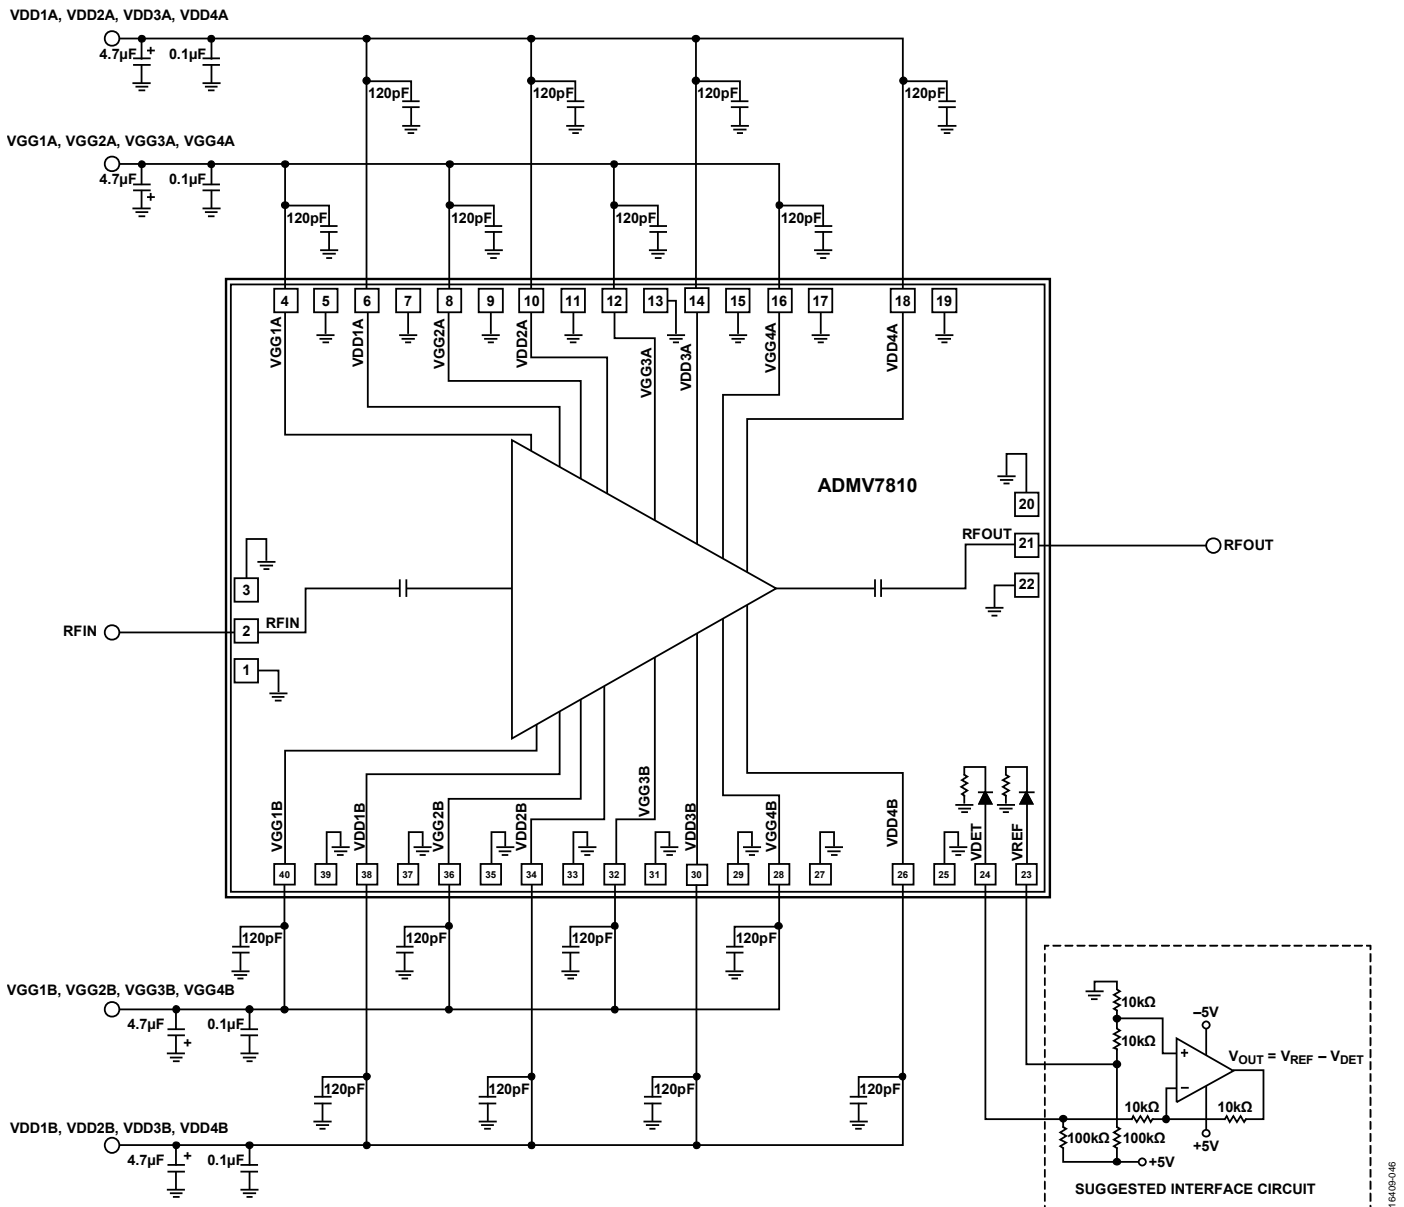 VDD1A, VDD2A, VDD3A, VDD4A
4.7µF + 0.1µF
120pF 120pF 120pF 120pF
VGG1A, VGG2A, VGG3A, VGG4A
4.7µF + 0.1µF
120pF 120pF 120pF 120pF
4 5 6 7 8 9 10 11 12 13 14 15 16 17 18 19
VGG1A VDD1A VGG2A VDD2A VGG3A VDD3A VGG4A VDD4A
ADMV7810
20
RFOUT 21 RFOUT
22
3
RFIN 2 RFIN
1
VGG1B VDD1B VGG2B VDD2B VGG3B VDD3B VGG4B VDD4B VDET VREF
40 39 38 37 36 35 34 33 32 31 30 29 28 27 26 25 24 23
120pF 120pF 120pF 120pF
VGG1B, VGG2B, VGG3B, VGG4B
4.7µF + 0.1µF
120pF 120pF 120pF 120pF
VDD1B, VDD2B, VDD3B, VDD4B
4.7µF + 0.1µF
10kΩ
–5V
10kΩ
+
VOUT = VREF – VDET
–
10kΩ 10kΩ
100kΩ 100kΩ
+5V
+5V
SUGGESTED INTERFACE CIRCUIT
16409-046